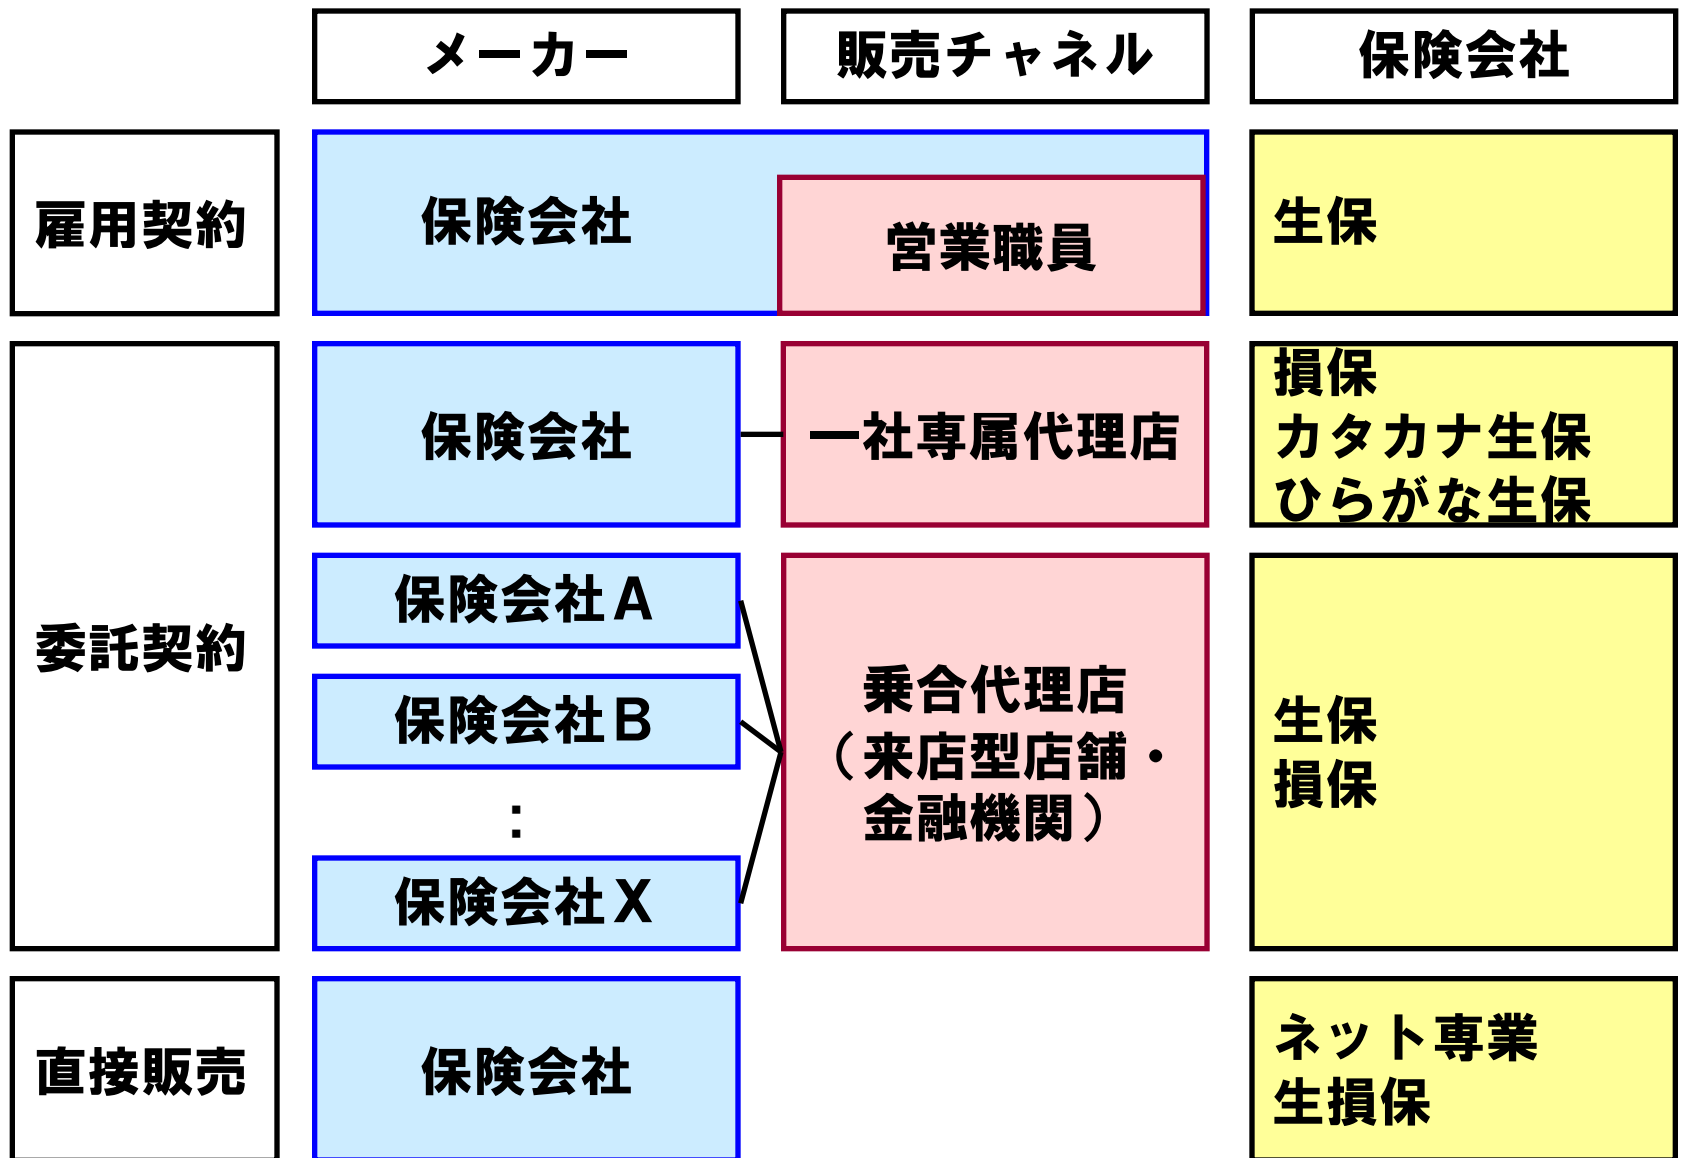 メーカー
販売チャネル
保険会社
雇用契約
保険会社
営業職員
生保
委託契約
保険会社
一社専属代理店
損保
カタカナ生保
ひらがな生保
保険会社A
保険会社B
：
保険会社X
乗合代理店
（来店型店舗・
金融機関）
生保
損保
直接販売
保険会社
ネット専業
生損保